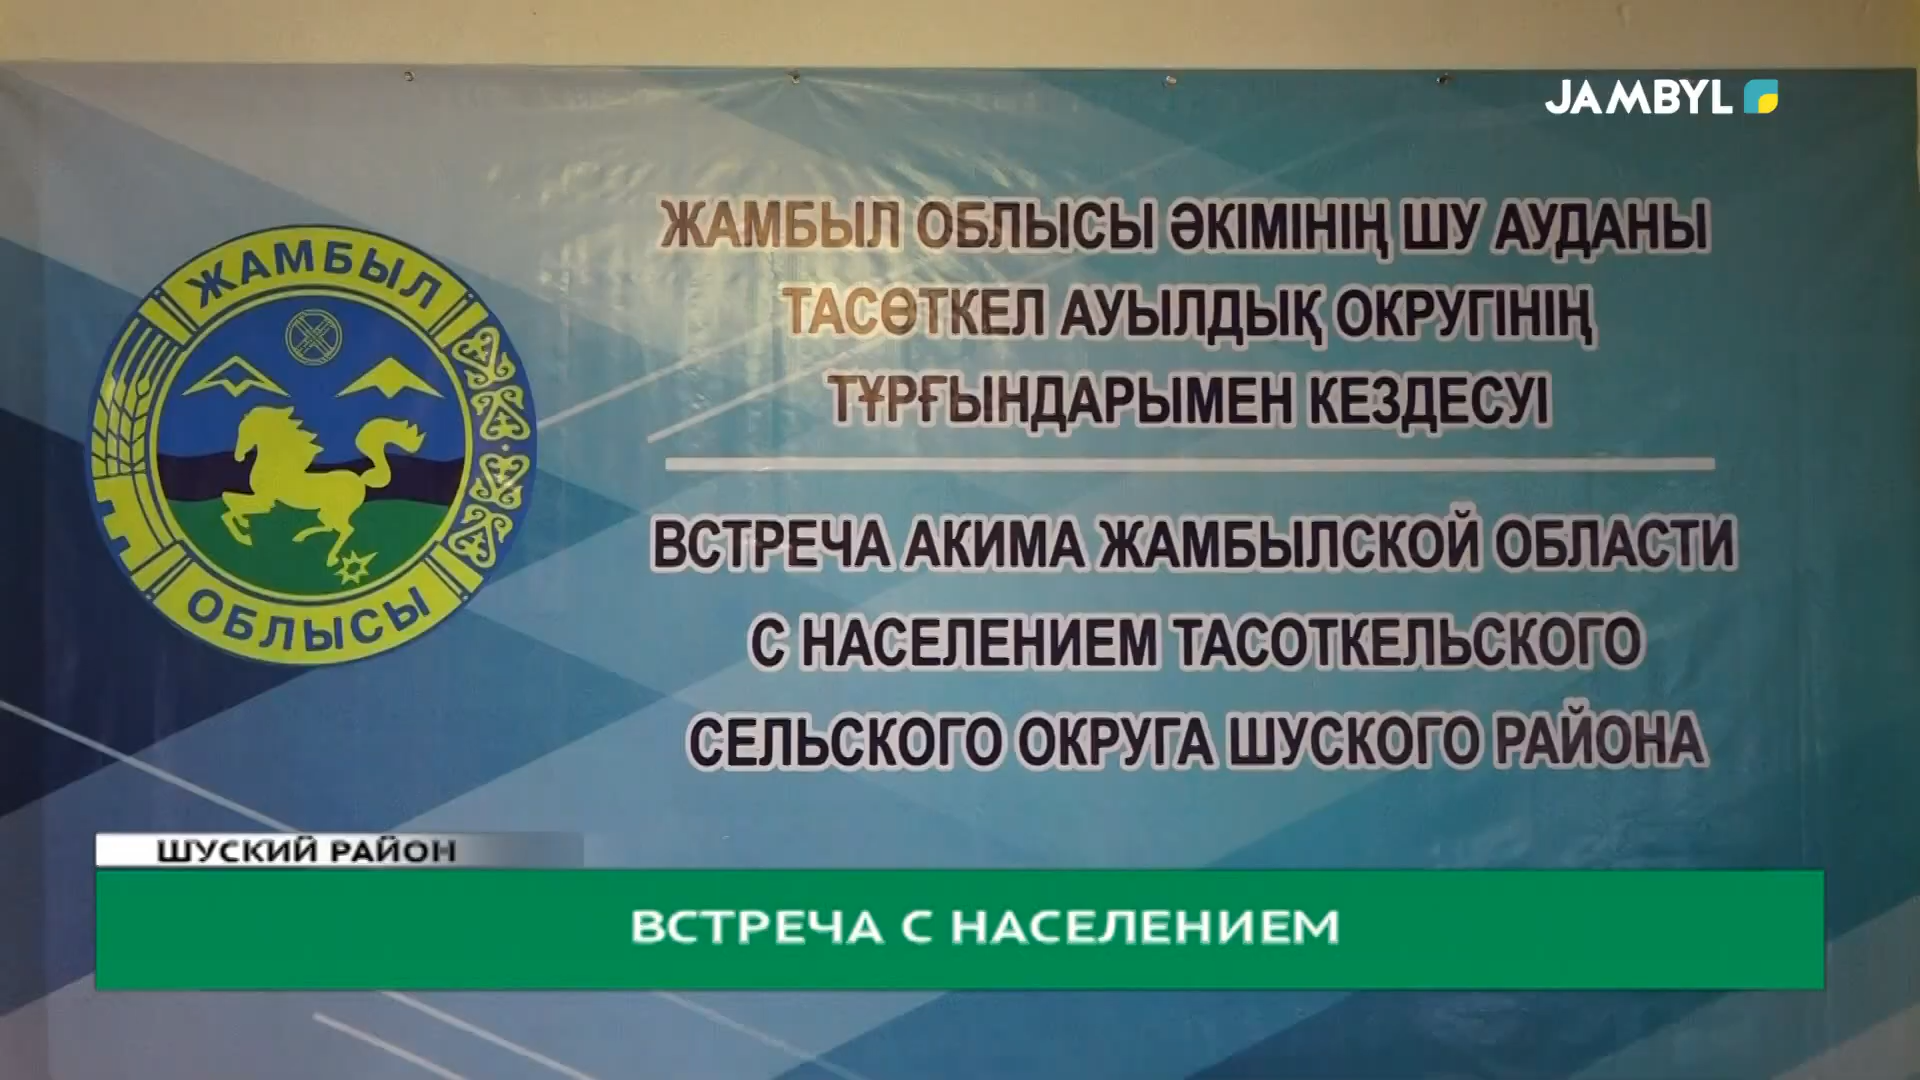 JAMBYL
ЖАМБЫЛ ОБЛЫСЫ ӘКІМІНІҢ ШУ АУДАНЫ
ТАСӨТКЕЛ АУЫЛДЫҚ ОКРУГІНІҢ
ТҰРҒЫНДАРЫМЕН КЕЗДЕСУІ
ЖАМБЫЛ
ОБЛЫСЫ
ВСТРЕЧА АКИМА ЖАМБЫЛСКОЙ ОБЛАСТИ
С НАСЕЛЕНИЕМ ТАСОТКЕЛЬСКОГО
СЕЛЬСКОГО ОКРУГА ШУСКОГО РАЙОНА
ШУСКИЙ РАЙОН
ВСТРЕЧА С НАСЕЛЕНИЕМ